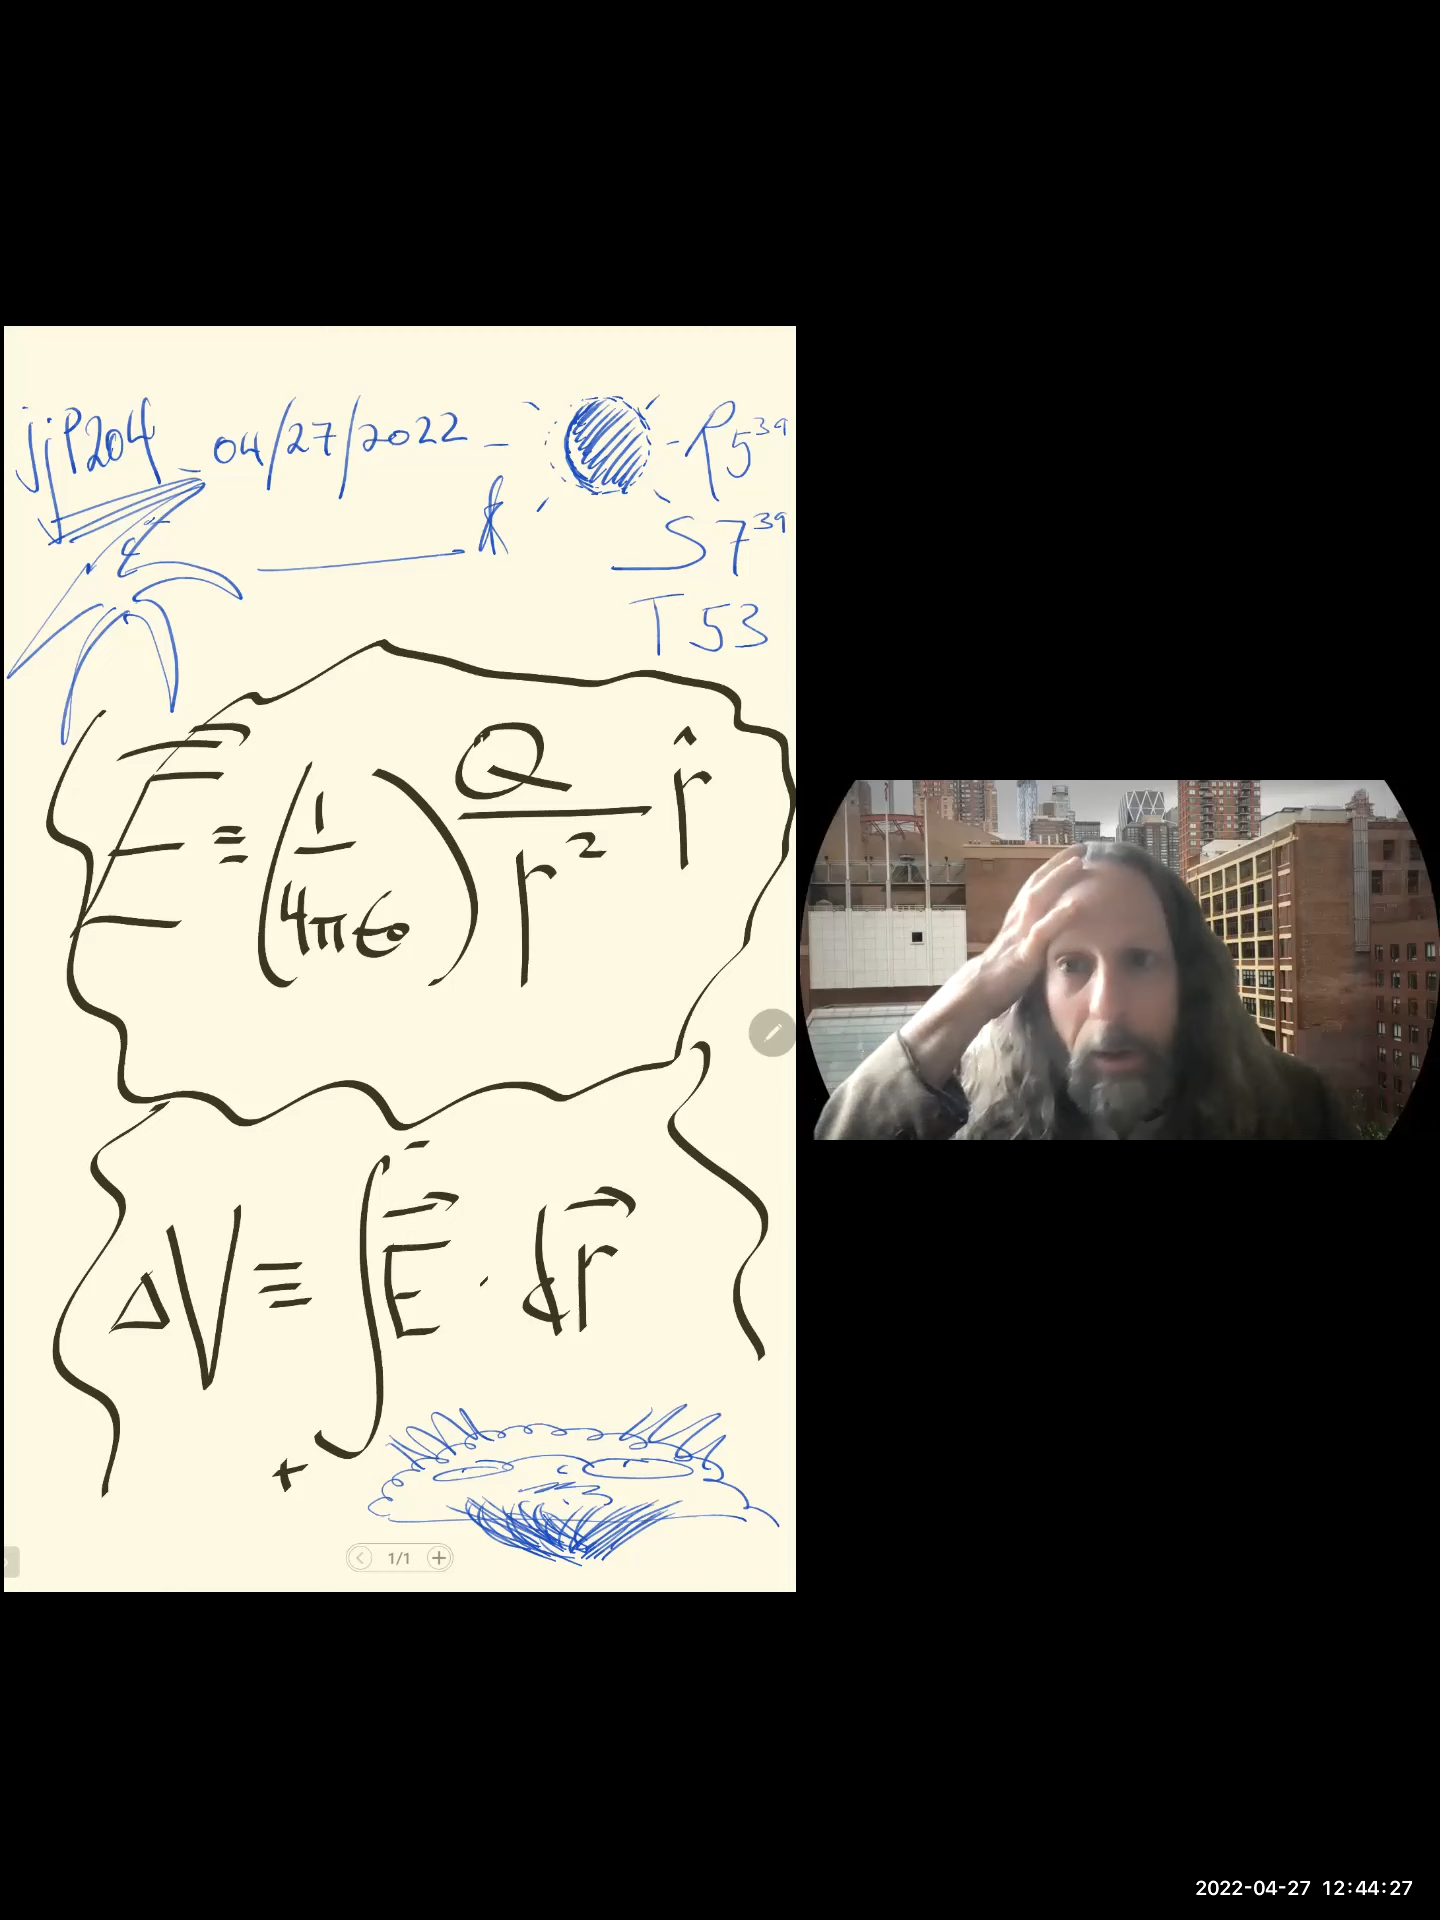 jjP204 - 04/27/2022 - - R5³⁹
S7³⁹
T53
E⃗ = (1/4πϵ₀) Q/r² r̂
-
ΔV ≡ ∫ E⃗ · dr⃗
+
1/1
2022-04-27 12:44:27